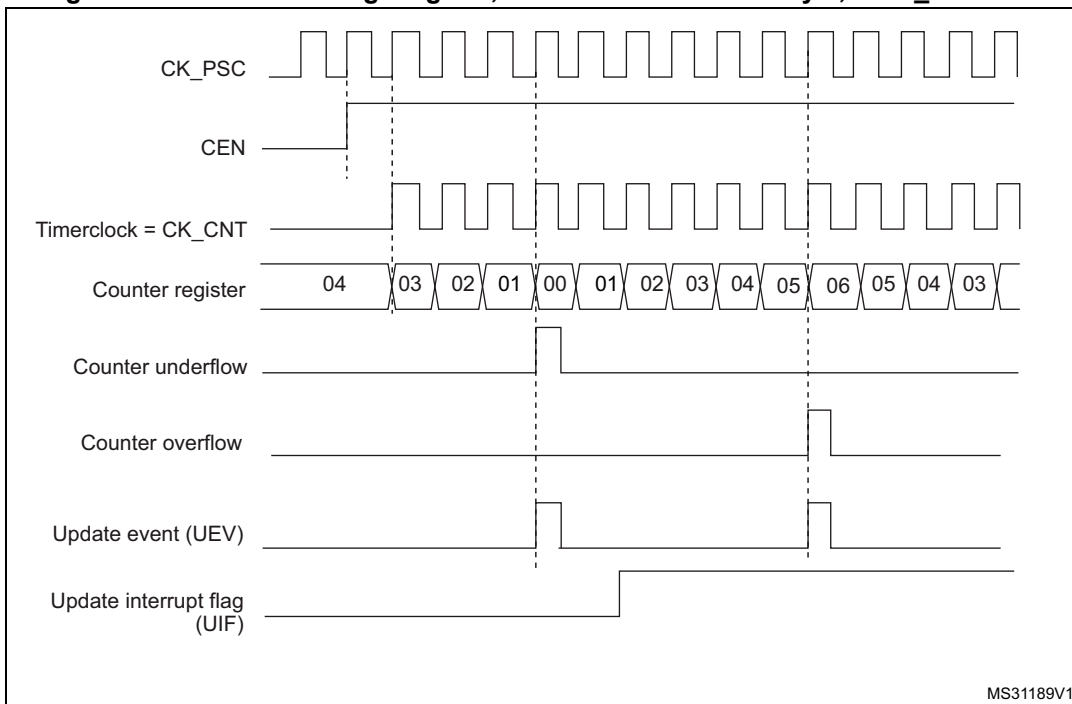 CK_PSC
CEN
Timerclock = CK_CNT
Counter register 04 03 02 01 00 01 02 03 04 05 06 05 04 03
Counter underflow
Counter overflow
Update event (UEV)
Update interrupt flag
(UIF)
MS31189V1